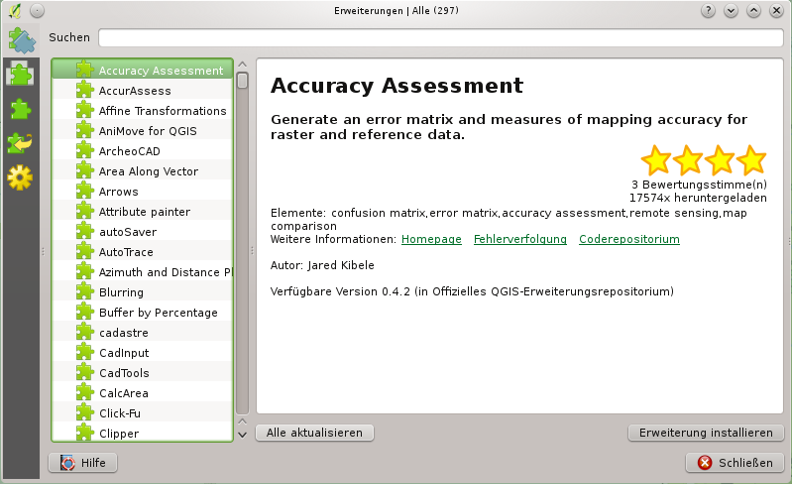 Erweiterungen | Alle (297)
Suchen
Accuracy Assessment
AccurAssess
Affine Transformations
AniMove for QGIS
ArcheoCAD
Area Along Vector
Arrows
Attribute painter
autoSaver
AutoTrace
Azimuth and Distance Pl
Blurring
Buffer by Percentage
cadastre
CadInput
CadTools
CalcArea
Click-Fu
Clipper
Accuracy Assessment
Generate an error matrix and measures of mapping accuracy for
raster and reference data.
3 Bewertungsstimme(n)
17574x heruntergeladen
Elemente: confusion matrix,error matrix,accuracy assessment,remote sensing,map
comparison
Weitere Informationen: Homepage Fehlerverfolgung Coderepositorium
Autor: Jared Kibele
Verfügbare Version 0.4.2 (in Offizielles QGIS-Erweiterungsrepositorium)
Alle aktualisieren
Erweiterung installieren
Hilfe
Schließen